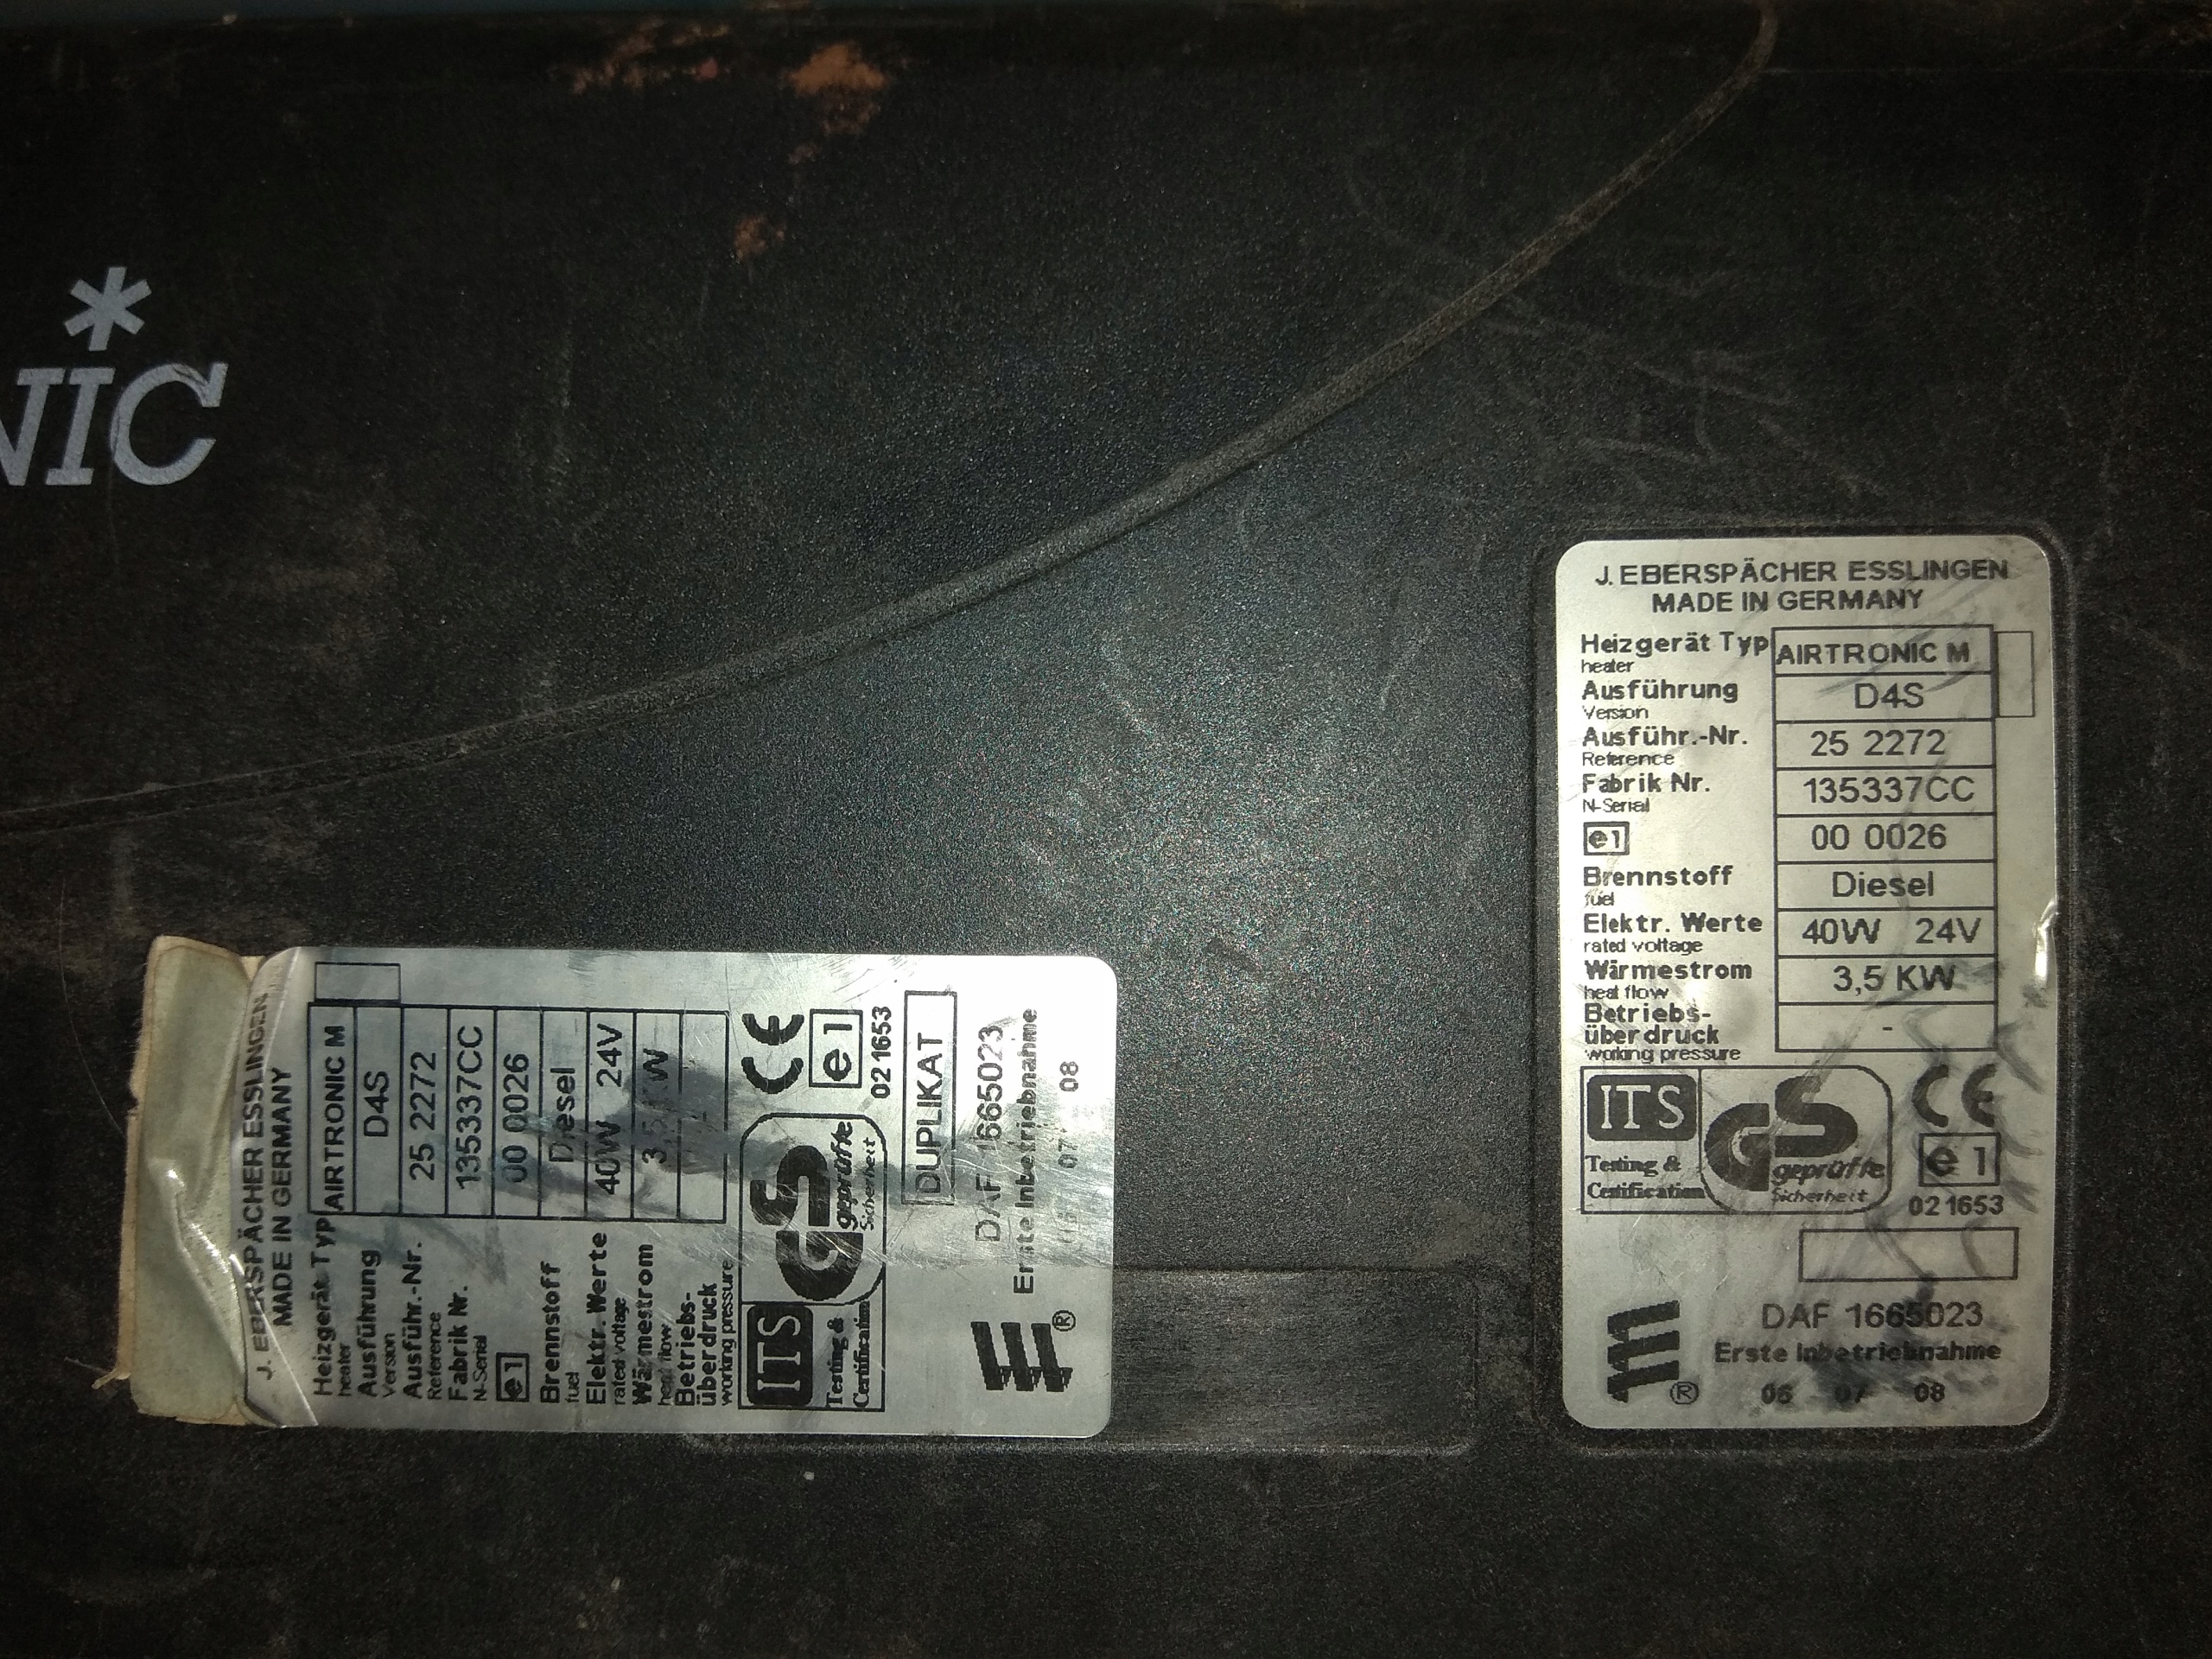 NIC
J. EBERSPÄCHER ESSLINGEN
MADE IN GERMANY
Heizgerät Typ AIRTRONIC M
heater
Ausführung D4S
Version
Ausführ.-Nr. 25 2272
Reference
Fabrik Nr. 135337CC
N-Serial
e1 00 0026
Brennstoff Diesel
fuel
Elektr. Werte 40W 24V
rated voltage
Wärmestrom 3,5 KW
heat flow
Betriebs-
überdruck -
working pressure
ITS
Testing &
Certification
GS
geprüfte
Sicherheit
CE
e1
02 1653
DAF 1665023
Erste Inbetriebnahme
06 07 08
®
J. EBERSPÄCHER ESSLINGEN
MADE IN GERMANY
Heizgerät Typ AIRTRONIC M
heater
Ausführung D4S
Version
Ausführ.-Nr. 25 2272
Reference
Fabrik Nr. 135337CC
N-Serial
e1 00 0026
Brennstoff Diesel
fuel
Elektr. Werte 40W 24V
rated voltage
Wärmestrom 3,5 KW
heat flow
Betriebs-
überdruck
working pressure
ITS
Testing &
Certification
GS
geprüfte
Sicherheit
CE
e1
02 1653
DUPLIKAT
DAF 1665023
Erste Inbetriebnahme
07 08
®